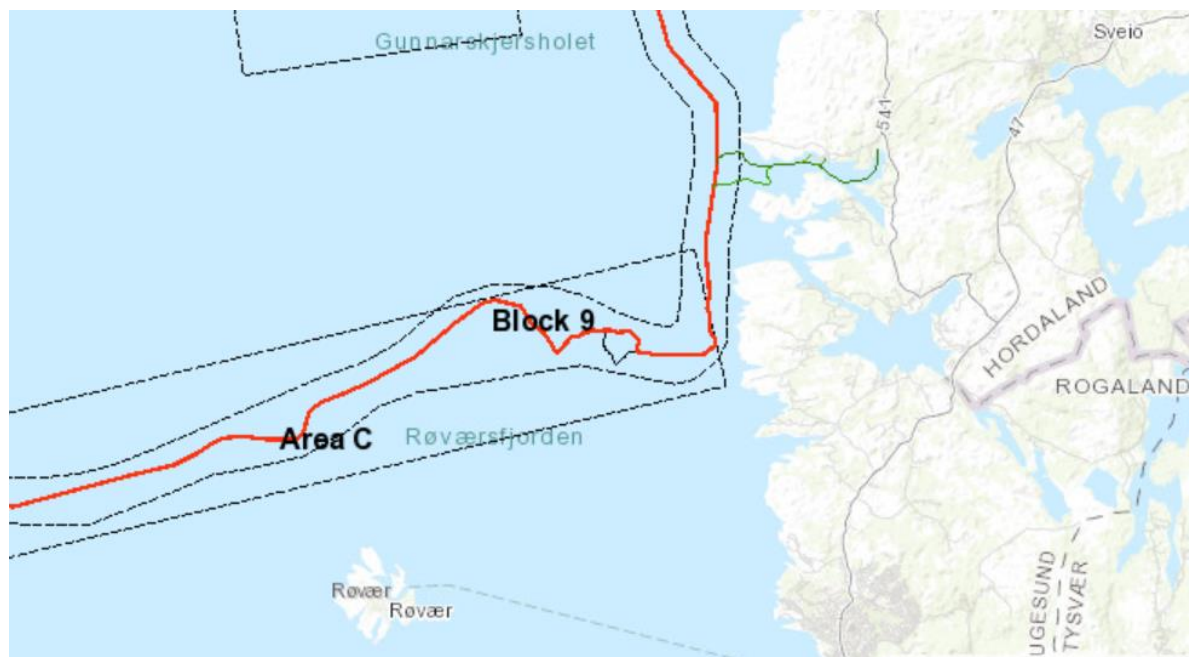 Gunnarskjersholet
Sveio
541
47
Block 9
HORDALAND
ROGALAND
Area C
Røværsfjorden
Røvær
Røvær
UGESUND
TYSVÆR